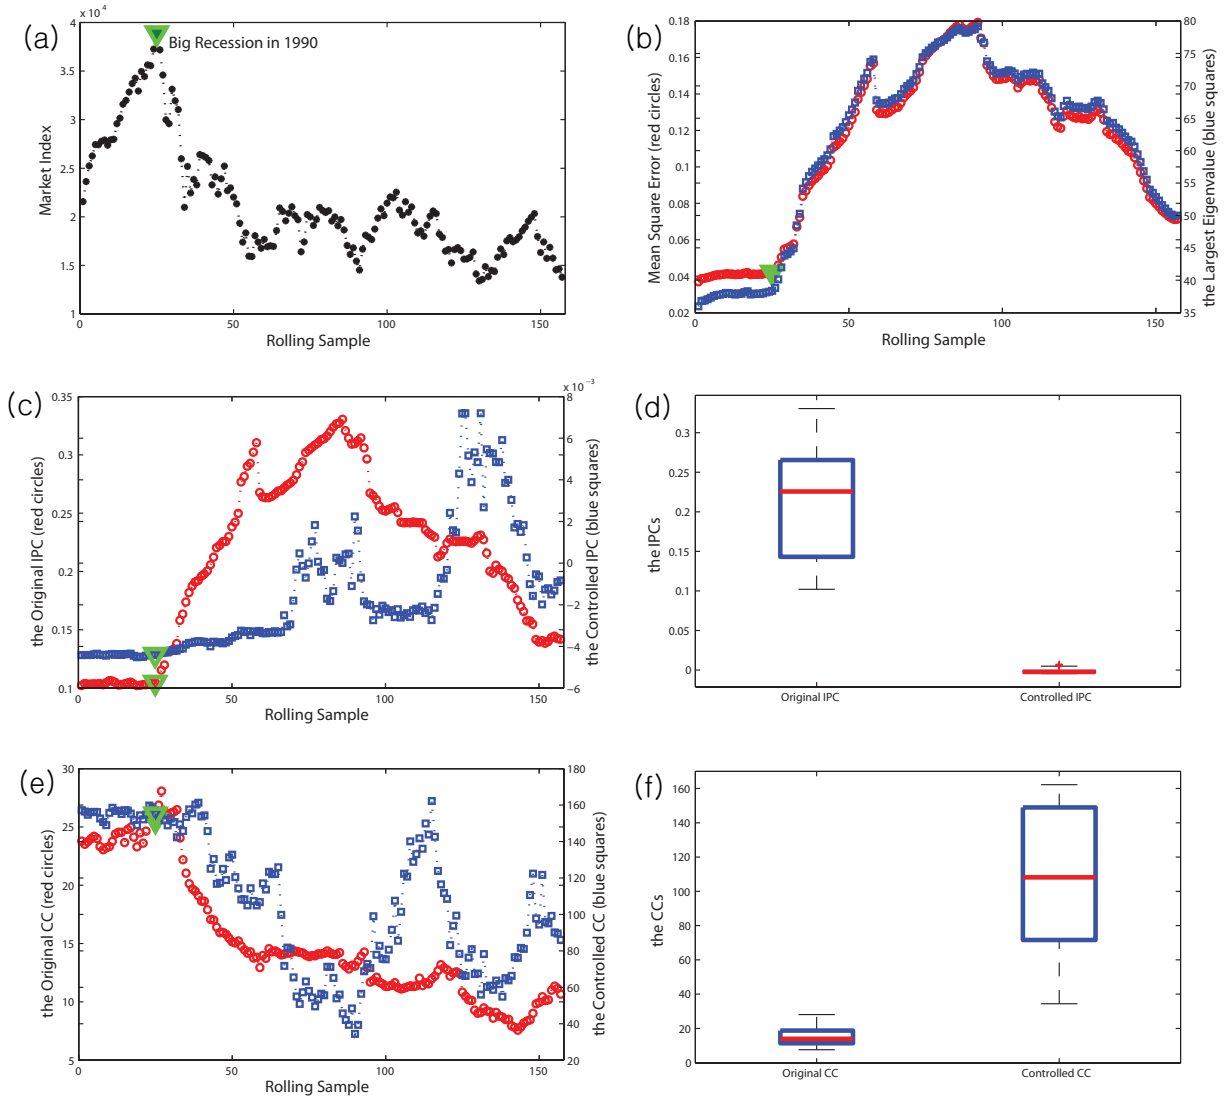 (a)
x 10 4
Big Recession in 1990
4
3.5
3
2.5
2
1.5
1
0 50 100 150
Market Index
Rolling Sample
(b)
0.18
0.16
0.14
0.12
0.1
0.08
0.06
0.04
0.02
80
75
70
65
60
55
50
45
40
35
0 50 100 150
Mean Square Error (red circles)
the Largest Eigenvalue (blue squares)
Rolling Sample
(c)
x 10 −3
0.35
0.3
0.25
0.2
0.15
0.1
8
6
4
2
0
−2
−4
−6
0 50 100 150
the Original IPC (red circles)
the Controlled IPC (blue squares)
Rolling Sample
(d)
0.3
0.25
0.2
0.15
0.1
0.05
0
the IPCs
Original IPC Controlled IPC
(e)
30
25
20
15
10
5
180
160
140
120
100
80
60
40
20
0 50 100 150
the Original CC (red circles)
the Controlled CC (blue squares)
Rolling Sample
(f)
160
140
120
100
80
60
40
20
0
the CCs
Original CC Controlled CC